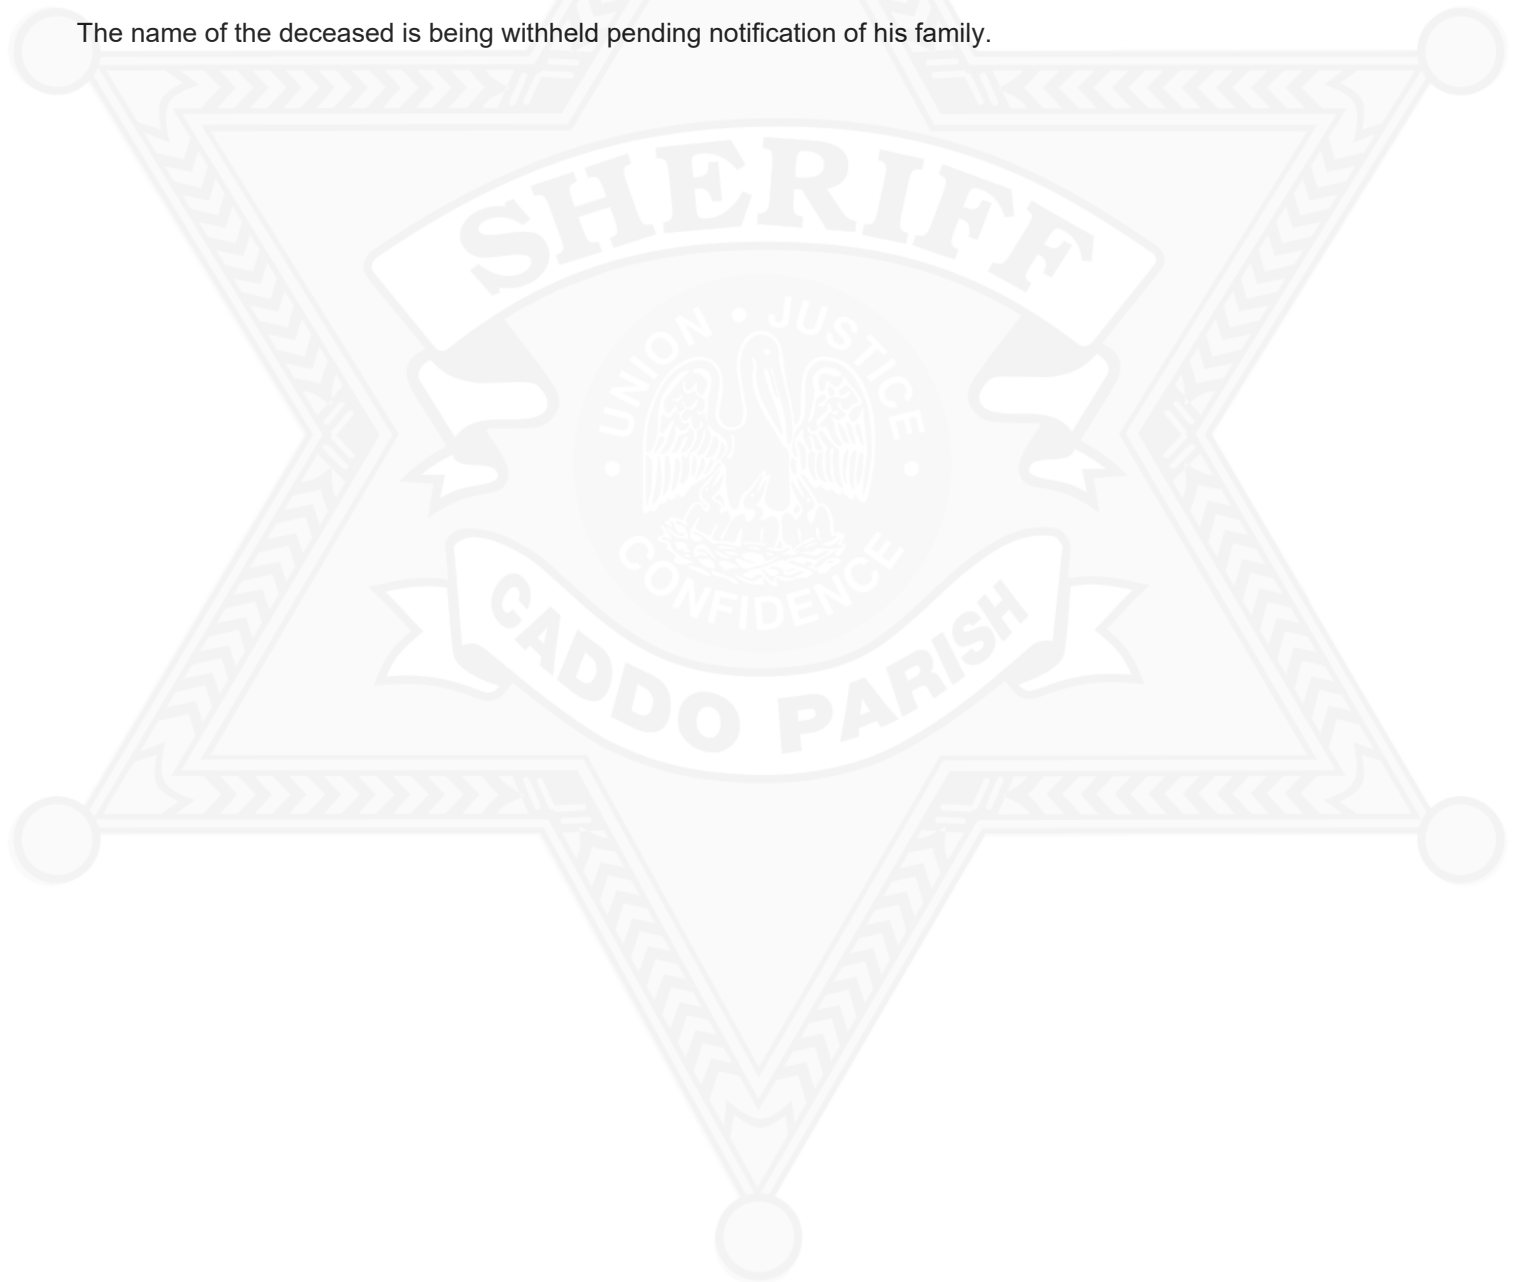 The name of the deceased is being withheld pending notification of his family.
SHERIFF
UNION • JUSTICE
CONFIDENCE
CADDO PARISH